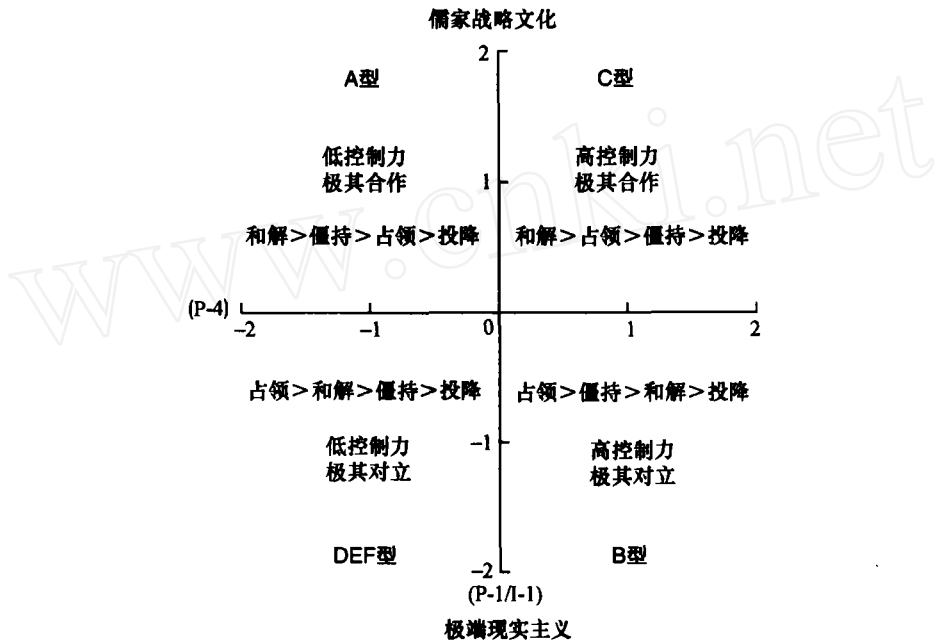 儒家战略文化
2
A型
C型
低控制力
极其合作
高控制力
极其合作
1
和解＞僵持＞占领＞投降
和解＞占领＞僵持＞投降
(P-4)
-2
-1
0
1
2
占领＞和解＞僵持＞投降
占领＞僵持＞和解＞投降
-1
低控制力
极其对立
高控制力
极其对立
DEF型
B型
-2
(P-1/I-1)
极端现实主义
www.cnki.net